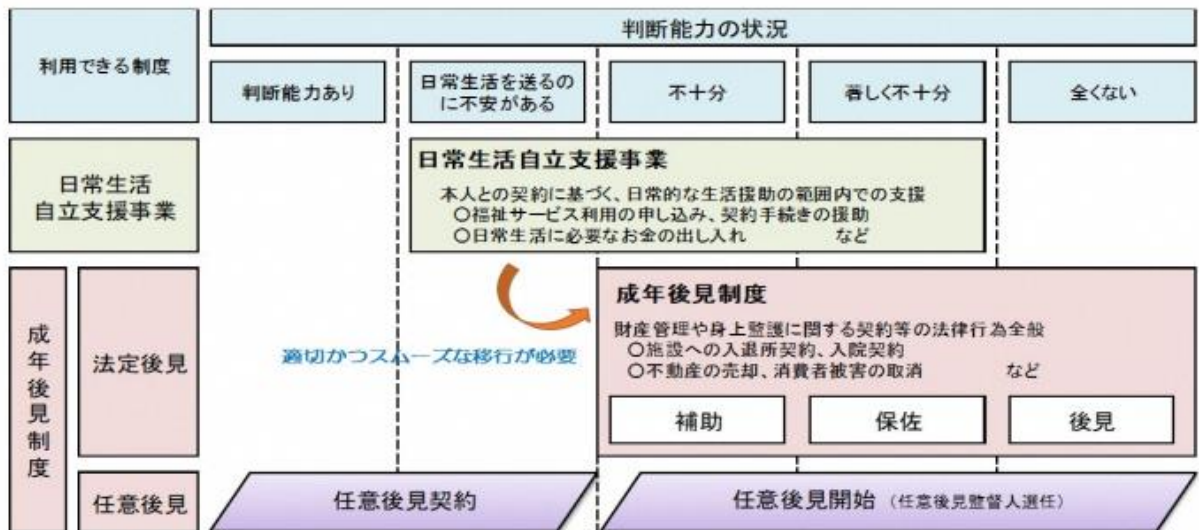 利用できる制度
判断能力の状況
判断能力あり
日常生活を送るの
に不安がある
不十分
著しく不十分
全くない
日常生活
自立支援事業
日常生活自立支援事業
本人との契約に基づく、日常的な生活援助の範囲内での支援
○福祉サービス利用の申し込み、契約手続きの援助
○日常生活に必要なお金の出し入れ　など
適切かつスムーズな移行が必要
成年後見制度
法定後見
成年後見制度
財産管理や身上監護に関する契約等の法律行為全般
○施設への入退所契約、入院契約
○不動産の売却、消費者被害の取消　など
補助
保佐
後見
任意後見
任意後見契約
任意後見開始（任意後見監督人選任）